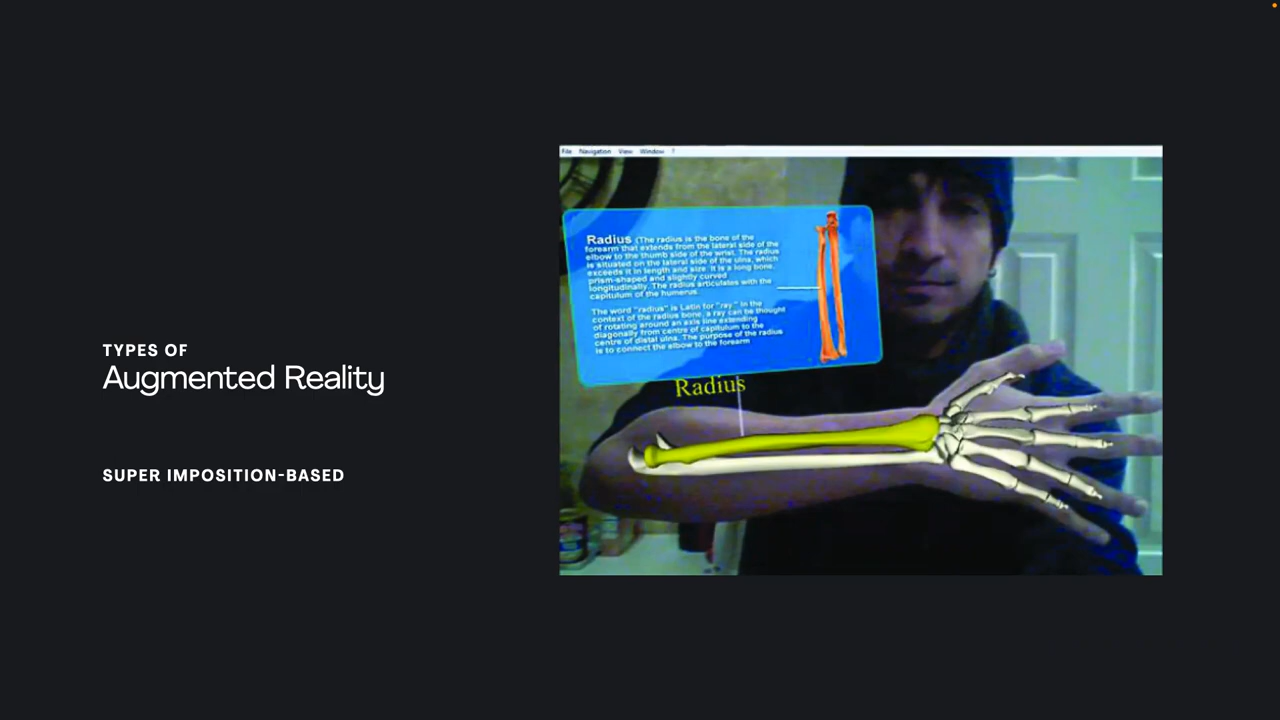 TYPES OF
Augmented Reality
SUPER IMPOSITION-BASED
File Navigation View Window ?
Radius (The radius is the bone of the
forearm that extends from the lateral side of the
elbow to the thumb side of the wrist. The radius
is situated on the lateral side of the ulna, which
exceeds it in length and size. It is a long bone,
prism-shaped and slightly curved
longitudinally. The radius articulates with the
capitulum of the humerus
The word "radius" is Latin for "ray". In the
context of the radius bone, a ray can be thought
of rotating around an axis line extending
diagonally from centre of capitulum to the
centre of distal ulna. The purpose of the radius
is to connect the elbow to the forearm
Radius